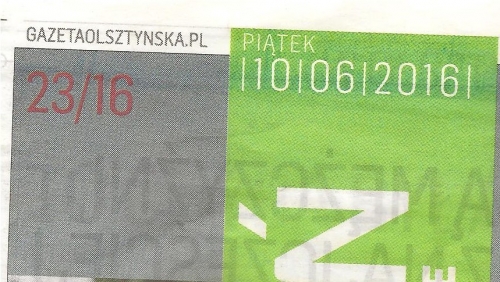 GAZETAOLSZTYNSKA.PL
PIĄTEK
|10|06|2016|
23/16
Ń
E